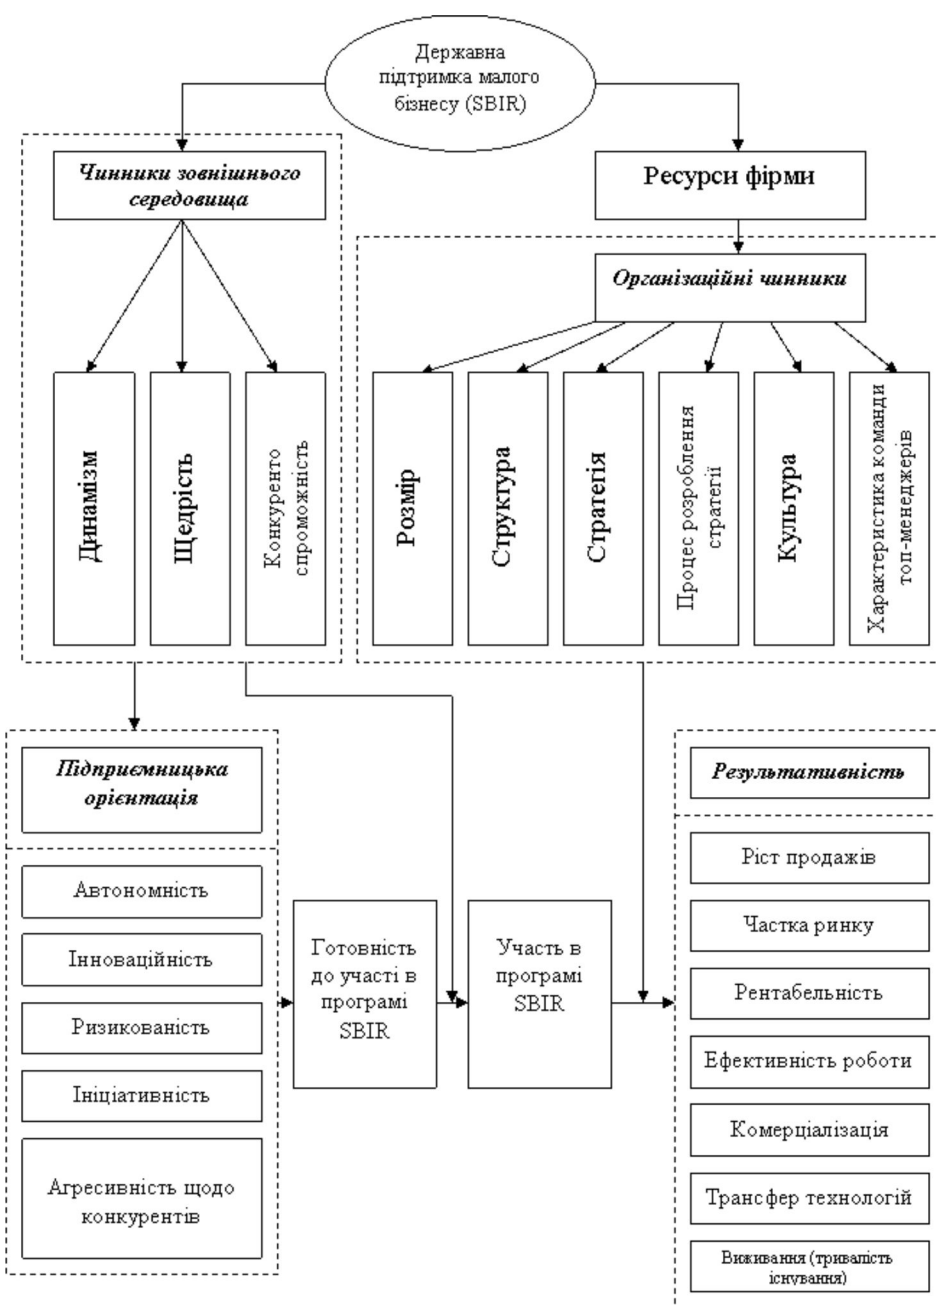 Державна
підтримка малого
бізнесу (SBIR)
Чинники зовнішнього
середовища
Ресурси фірми
Організаційні чинники
Динамізм
Щедрість
Конкуренто
спроможність
Розмір
Структура
Стратегія
Процес розроблення
стратегії
Культура
Характеристика команди
топ-менеджерів
Підприємницька
орієнтація
Автономність
Інноваційність
Ризикованість
Ініціативність
Агресивність щодо
конкурентів
Готовність
до участі в
програмі
SBIR
Участь в
програмі
SBIR
Результативність
Ріст продажів
Частка ринку
Рентабельність
Ефективність роботи
Комерціалізація
Трансфер технологій
Виживання (тривалість
існування)